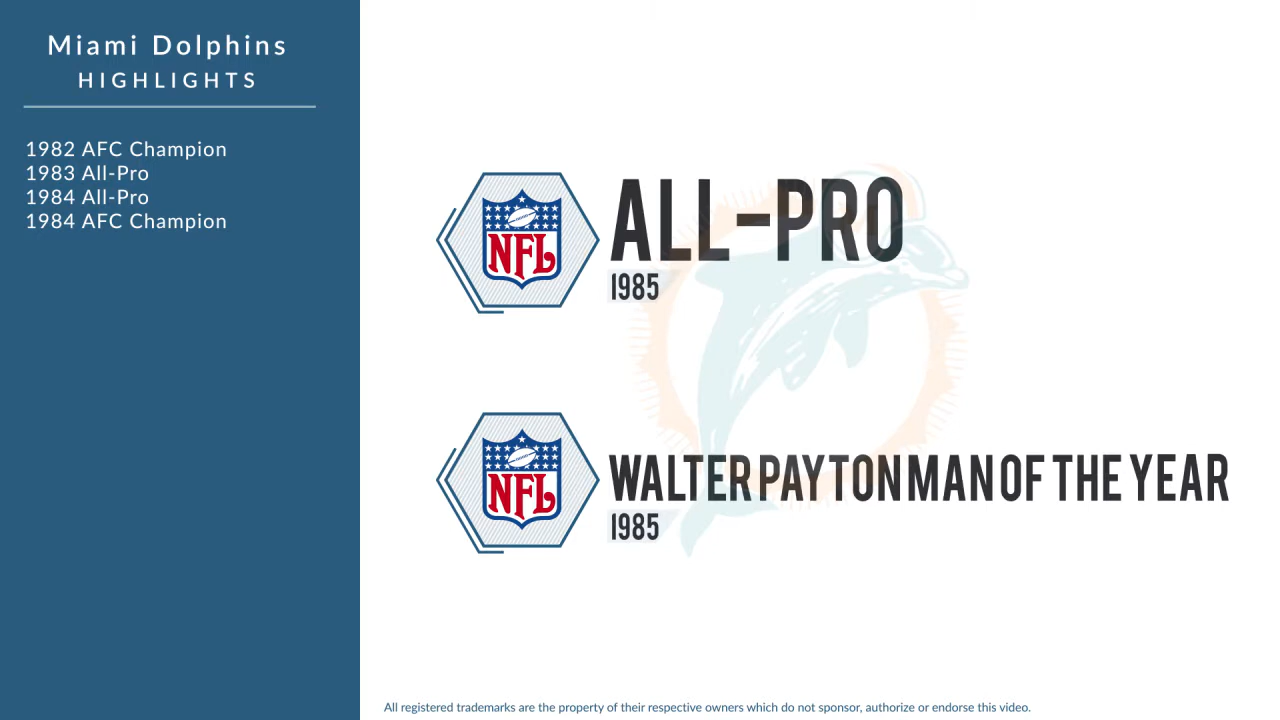 Miami Dolphins
HIGHLIGHTS
1982 AFC Champion
1983 All-Pro
1984 All-Pro
1984 AFC Champion
NFL
ALL-PRO
1985
NFL
WALTER PAYTON MAN OF THE YEAR
1985
All registered trademarks are the property of their respective owners which do not sponsor, authorize or endorse this video.